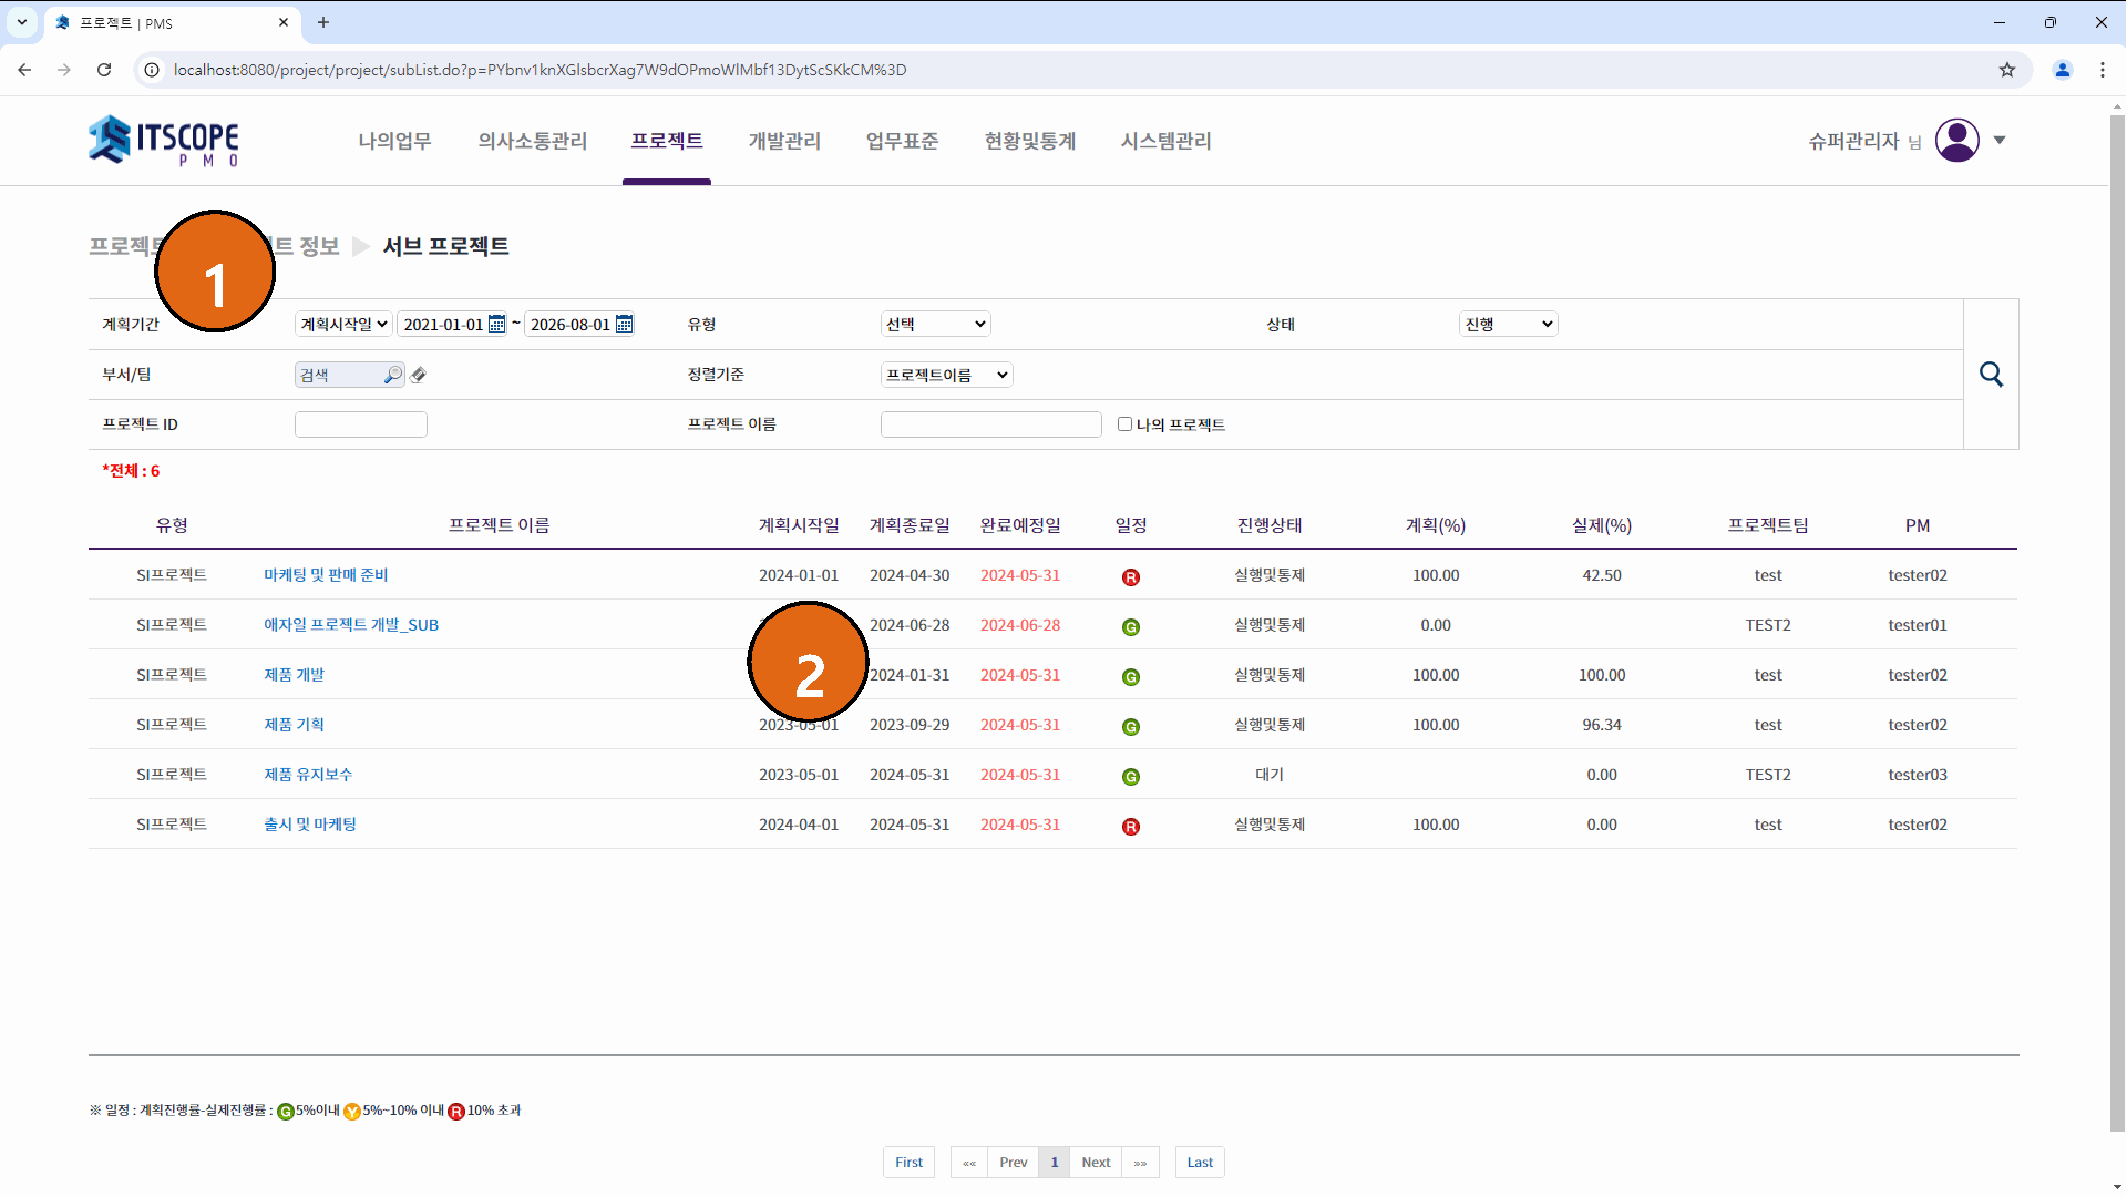 프로젝트 | PMS
localhost:8080/project/project/subList.do?p=PYbnv1knXGlsbcrXag7W9dOPmoWlMbf13DytScSKkCM%3D
ITSCOPE
PMO
나의업무 의사소통관리 프로젝트 개발관리 업무표준 현황및통계 시스템관리
슈퍼관리자 님
1
정보 서브 프로젝트
계획기간 계획시작일 2021-01-01 ~ 2026-08-01 유형 선택 상태 진행
부서/팀 검색 정렬기준 프로젝트이름
프로젝트 ID 프로젝트 이름 나의 프로젝트
*전체 : 6
유형 프로젝트 이름 계획시작일 계획종료일 완료예정일 일정 진행상태 계획(%) 실제(%) 프로젝트팀 PM
SI프로젝트 마케팅 및 판매 준비 2024-01-01 2024-04-30 2024-05-31 R 실행및통제 100.00 42.50 test tester02
SI프로젝트 애자일 프로젝트 개발_SUB 2024-06-28 2024-06-28 G 실행및통제 0.00 TEST2 tester01
2
SI프로젝트 제품 개발 2024-01-31 2024-05-31 G 실행및통제 100.00 100.00 test tester02
SI프로젝트 제품 기획 2023-05-01 2023-09-29 2024-05-31 G 실행및통제 100.00 96.34 test tester02
SI프로젝트 제품 유지보수 2023-05-01 2024-05-31 2024-05-31 G 대기 0.00 TEST2 tester03
SI프로젝트 출시 및 마케팅 2024-04-01 2024-05-31 2024-05-31 R 실행및통제 100.00 0.00 test tester02
※ 일정 : 계획진행률-실제진행률 : G 5%이내 Y 5%~10% 이내 R 10% 초과
First «« Prev 1 Next »» Last